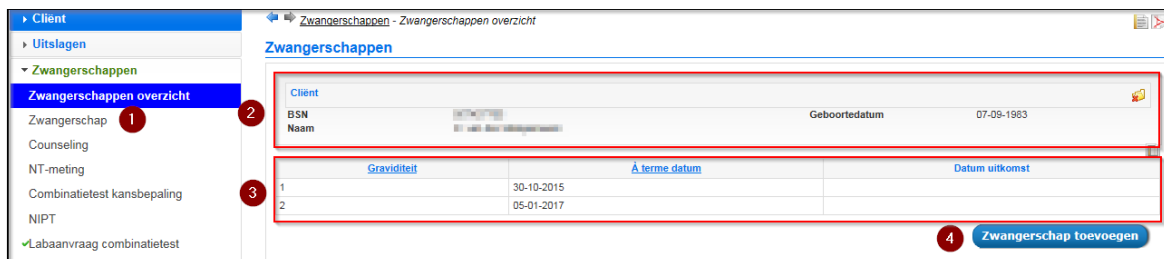 Cliënt
Uitslagen
Zwangerschappen
Zwangerschappen overzicht
Zwangerschap 1
Counseling
NT-meting
Combinatietest kansbepaling
NIPT
Labaanvraag combinatietest
Zwangerschappen - Zwangerschappen overzicht
Zwangerschappen
2
Cliënt
BSN Geboortedatum 07-09-1983
Naam
3
Graviditeit À terme datum Datum uitkomst
1 30-10-2015
2 05-01-2017
4 Zwangerschap toevoegen